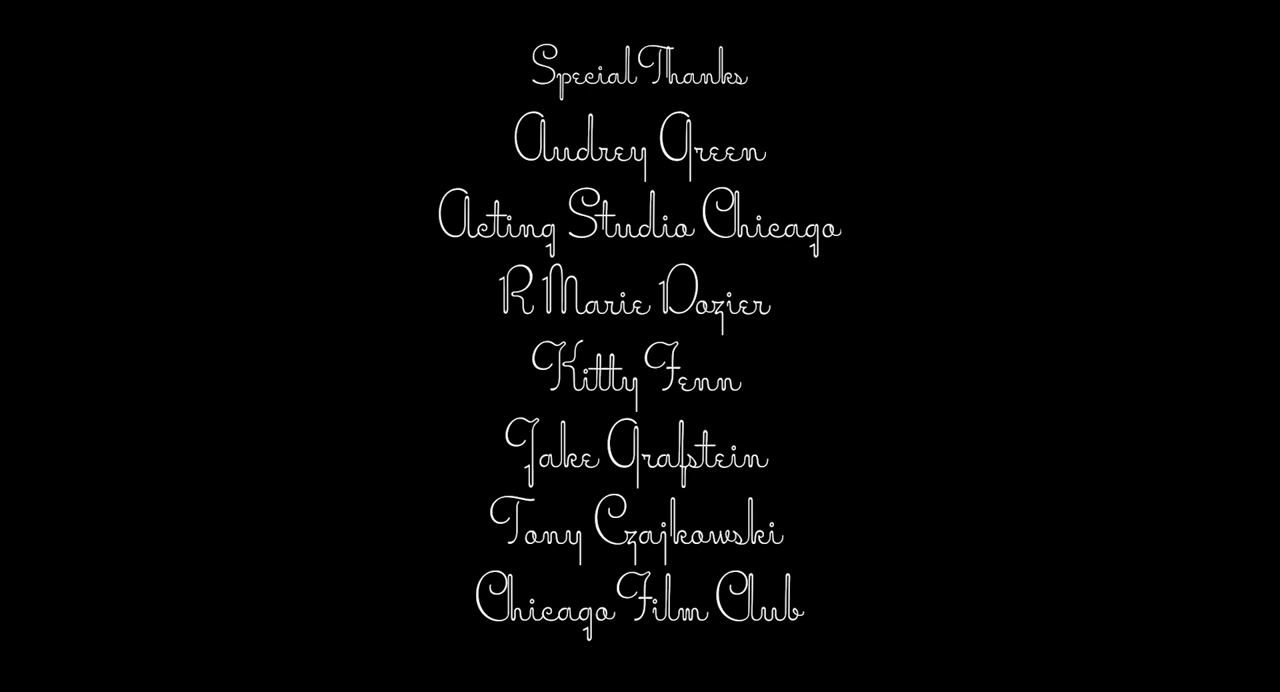 Special Thanks
Audrey Green
Acting Studio Chicago
R Marie Dozier
Kitty Fenn
Jake Grafstein
Tony Czajkowski
Chicago Film Club